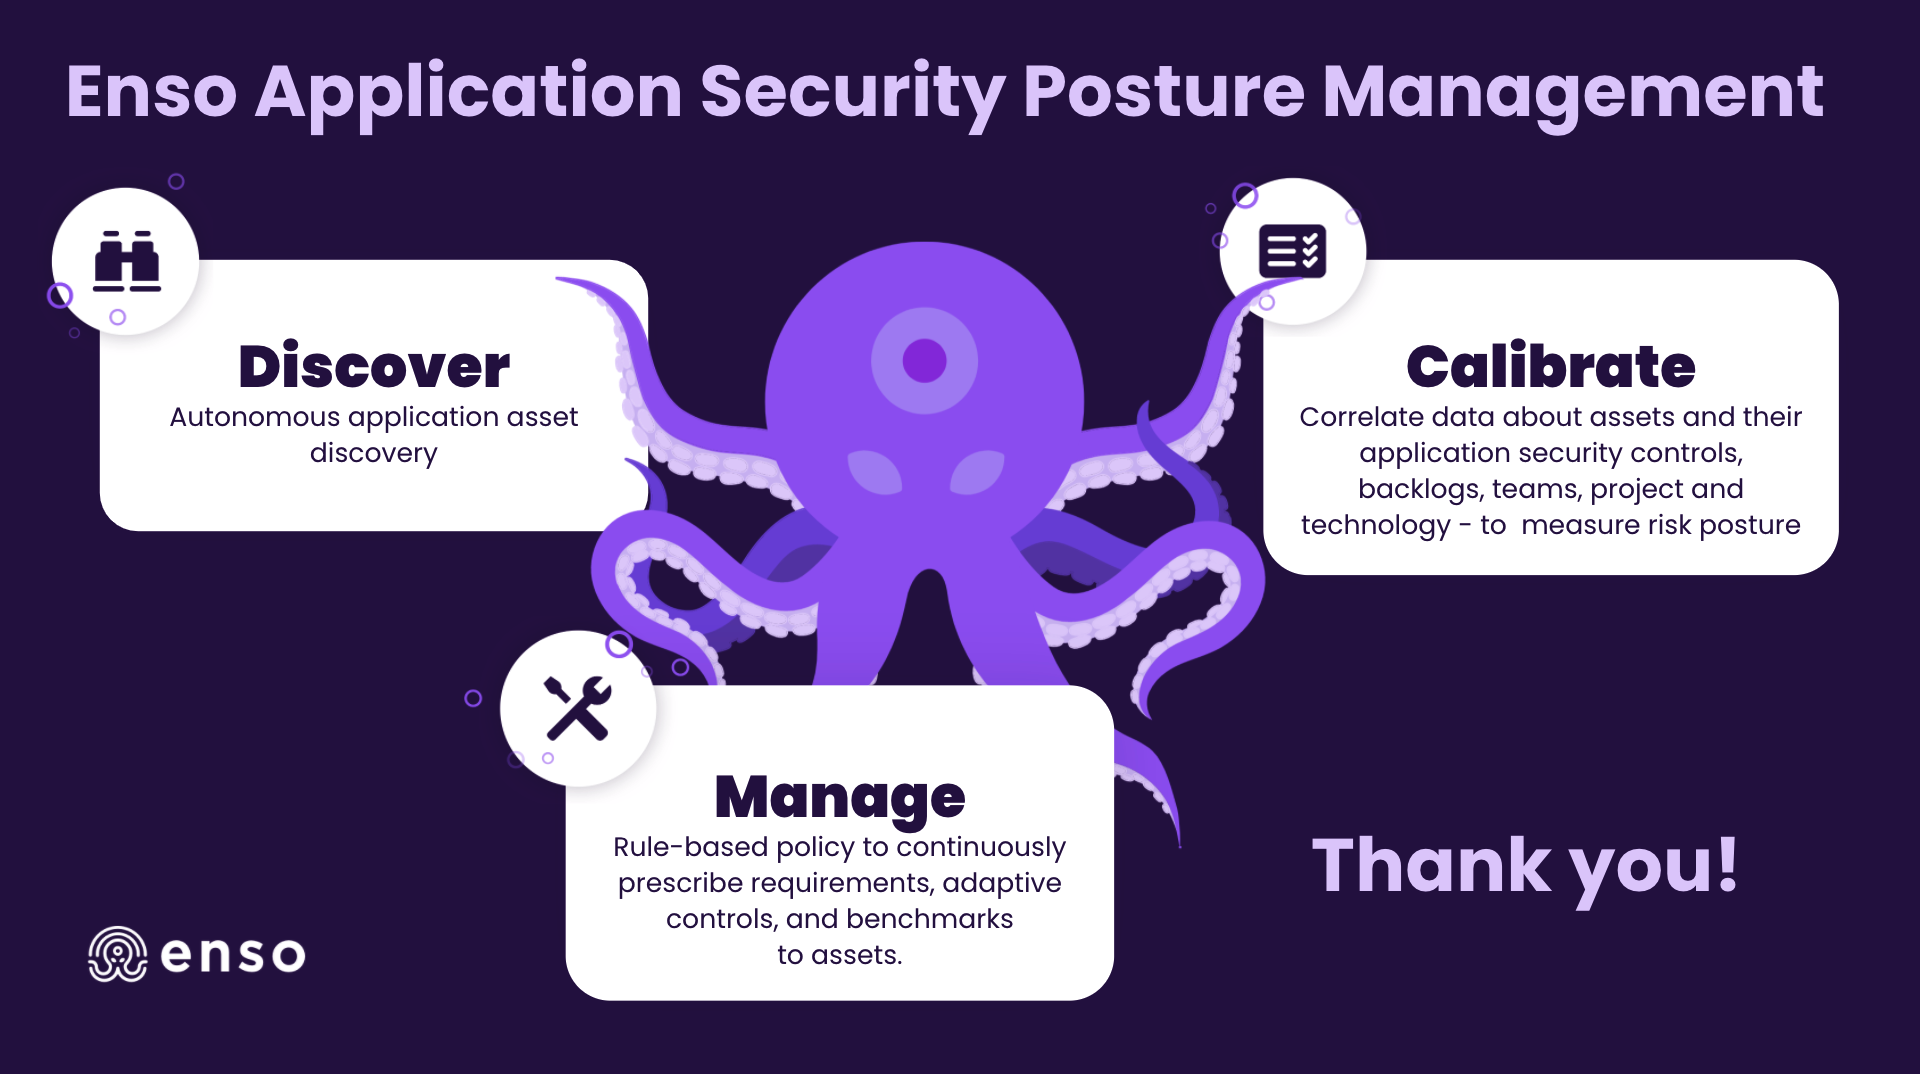 Enso Application Security Posture Management
Discover
Autonomous application asset
discovery
Calibrate
Correlate data about assets and their
application security controls,
backlogs, teams, project and
technology - to  measure risk posture
Manage
Rule-based policy to continuously
prescribe requirements, adaptive
controls, and benchmarks
to assets.
Thank you!
enso